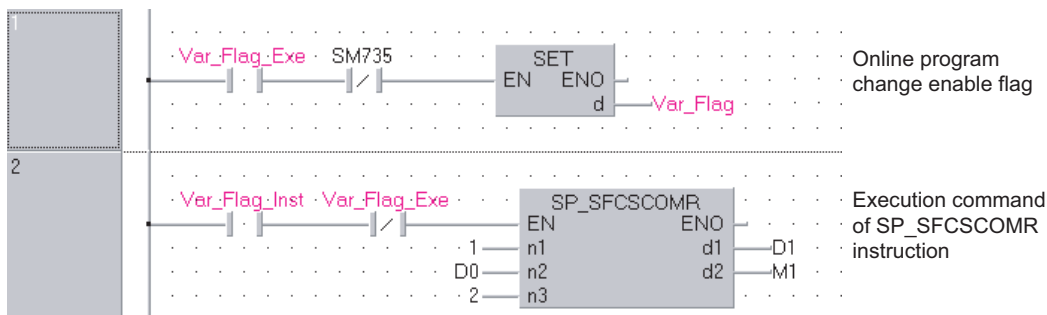 1
Var_Flag_Exe SM735
SET
EN ENO
d Var_Flag
Online program
change enable flag
2
Var_Flag_Inst Var_Flag_Exe
SP_SFCSCOMR
EN ENO
1 n1 d1 D1
D0 n2 d2 M1
2 n3
Execution command
of SP_SFCSCOMR
instruction